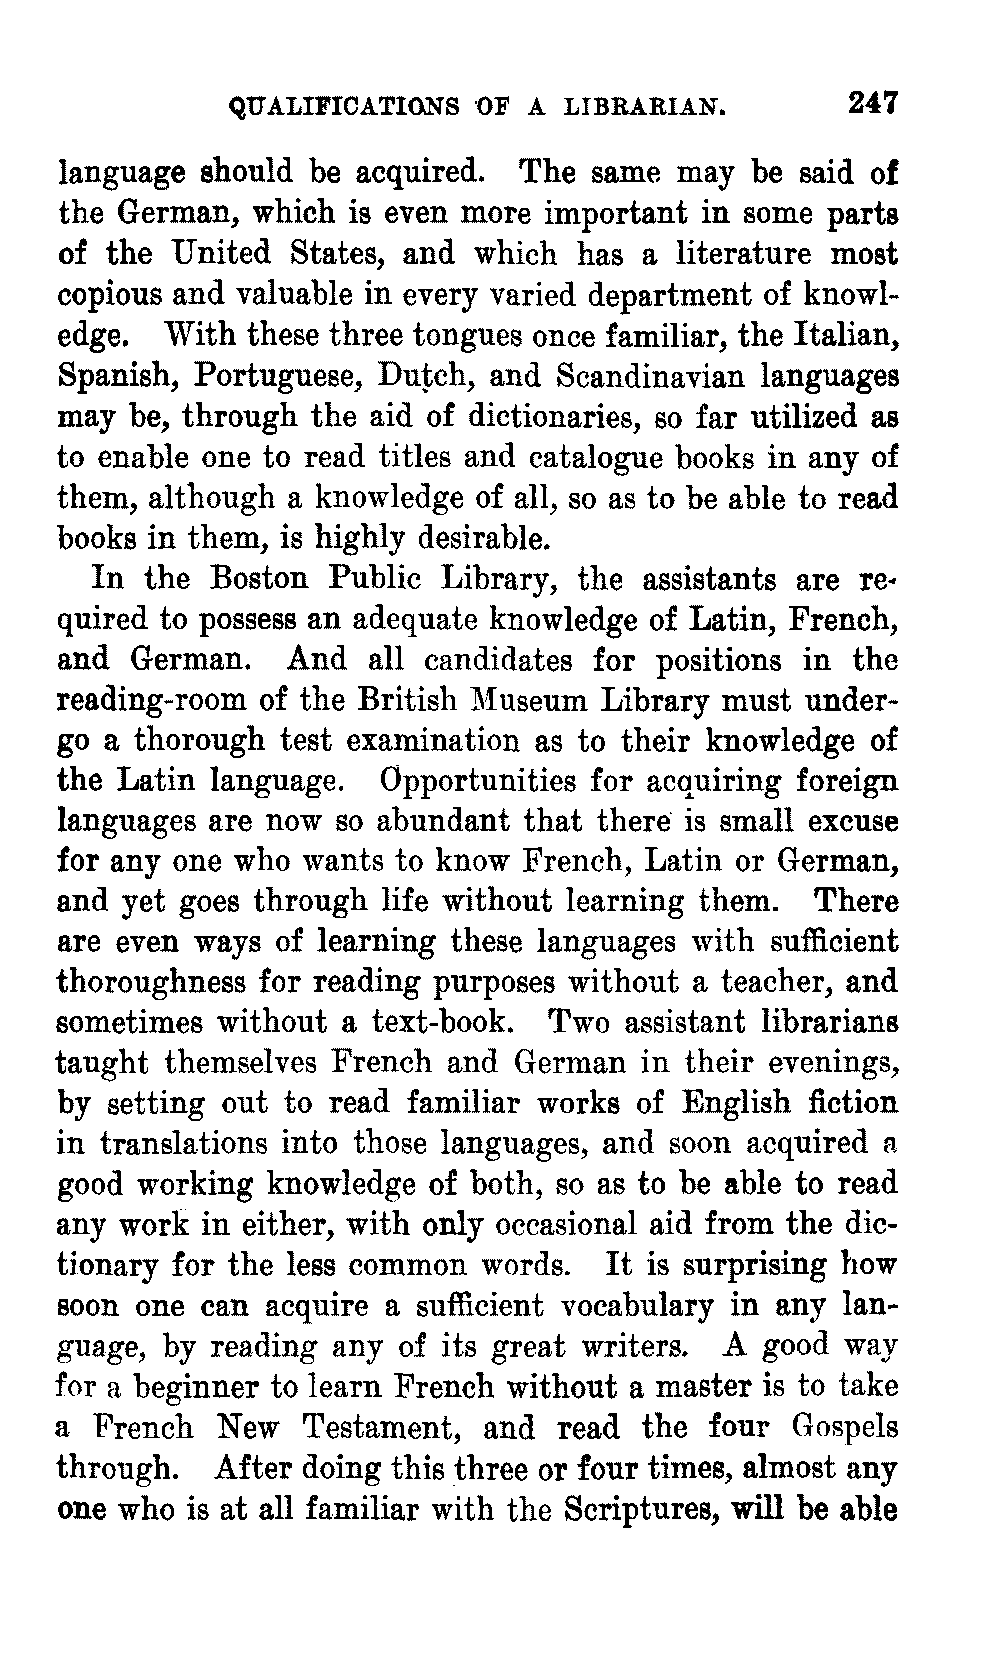 QUALIFICATIONS OF A LIBRARIAN. 247
language should be acquired. The same may be said of
the German, which is even more important in some parts
of the United States, and which has a literature most
copious and valuable in every varied department of knowl-
edge. With these three tongues once familiar, the Italian,
Spanish, Portuguese, Dutch, and Scandinavian languages
may be, through the aid of dictionaries, so far utilized as
to enable one to read titles and catalogue books in any of
them, although a knowledge of all, so as to be able to read
books in them, is highly desirable.
In the Boston Public Library, the assistants are re-
quired to possess an adequate knowledge of Latin, French,
and German. And all candidates for positions in the
reading-room of the British Museum Library must under-
go a thorough test examination as to their knowledge of
the Latin language. Opportunities for acquiring foreign
languages are now so abundant that there is small excuse
for any one who wants to know French, Latin or German,
and yet goes through life without learning them. There
are even ways of learning these languages with sufficient
thoroughness for reading purposes without a teacher, and
sometimes without a text-book. Two assistant librarians
taught themselves French and German in their evenings,
by setting out to read familiar works of English fiction
in translations into those languages, and soon acquired a
good working knowledge of both, so as to be able to read
any work in either, with only occasional aid from the dic-
tionary for the less common words. It is surprising how
soon one can acquire a sufficient vocabulary in any lan-
guage, by reading any of its great writers. A good way
for a beginner to learn French without a master is to take
a French New Testament, and read the four Gospels
through. After doing this three or four times, almost any
one who is at all familiar with the Scriptures, will be able